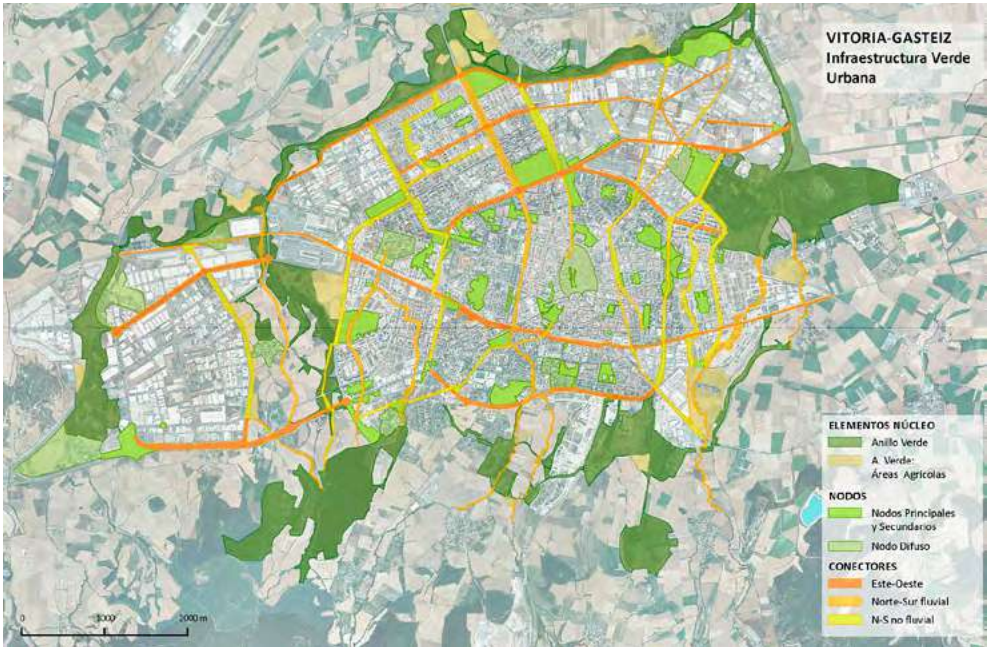 VITORIA-GASTEIZ
Infraestructura Verde
Urbana
ELEMENTOS NÚCLEO
Anillo Verde
A. Verde:
Áreas Agrícolas
NODOS
Nodos Principales
y Secundarios
Nodo Difuso
CONECTORES
Este-Oeste
Norte-Sur fluvial
N-S no fluvial
0 1000 2000 m